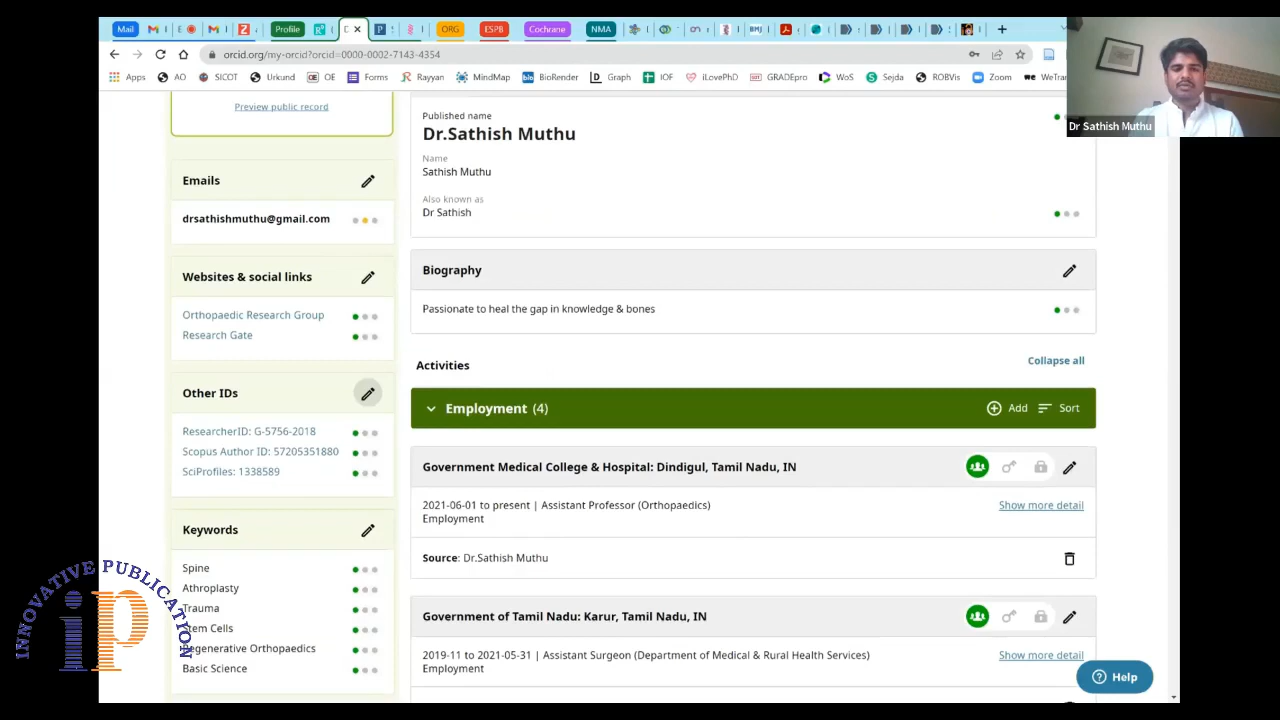 Mail
Profile
ORG
ESPB
Cochrane
NMA
orcid.org/my-orcid?orcid=0000-0002-7143-4354
Apps AO SICOT Urkund OE Forms Rayyan MindMap BioRender Graph IOF iLovePhD GRADEpro WoS Sejda ROBVis Zoom WeTran
Dr Sathish Muthu
Preview public record
Emails
drsathishmuthu@gmail.com
Websites & social links
Orthopaedic Research Group
Research Gate
Other IDs
ResearcherID: G-5756-2018
Scopus Author ID: 57205351880
SciProfiles: 1338589
Keywords
Spine
Athroplasty
Trauma
Stem Cells
Regenerative Orthopaedics
Basic Science
Published name
Dr.Sathish Muthu
Name
Sathish Muthu
Also known as
Dr Sathish
Biography
Passionate to heal the gap in knowledge & bones
Activities
Collapse all
Employment (4)
Add
Sort
Government Medical College & Hospital: Dindigul, Tamil Nadu, IN
2021-06-01 to present | Assistant Professor (Orthopaedics)
Show more detail
Employment
Source: Dr.Sathish Muthu
Government of Tamil Nadu: Karur, Tamil Nadu, IN
2019-11 to 2021-05-31 | Assistant Surgeon (Department of Medical & Rural Health Services)
Show more detail
Employment
Help
INNOVATIVE PUBLICATION
ip